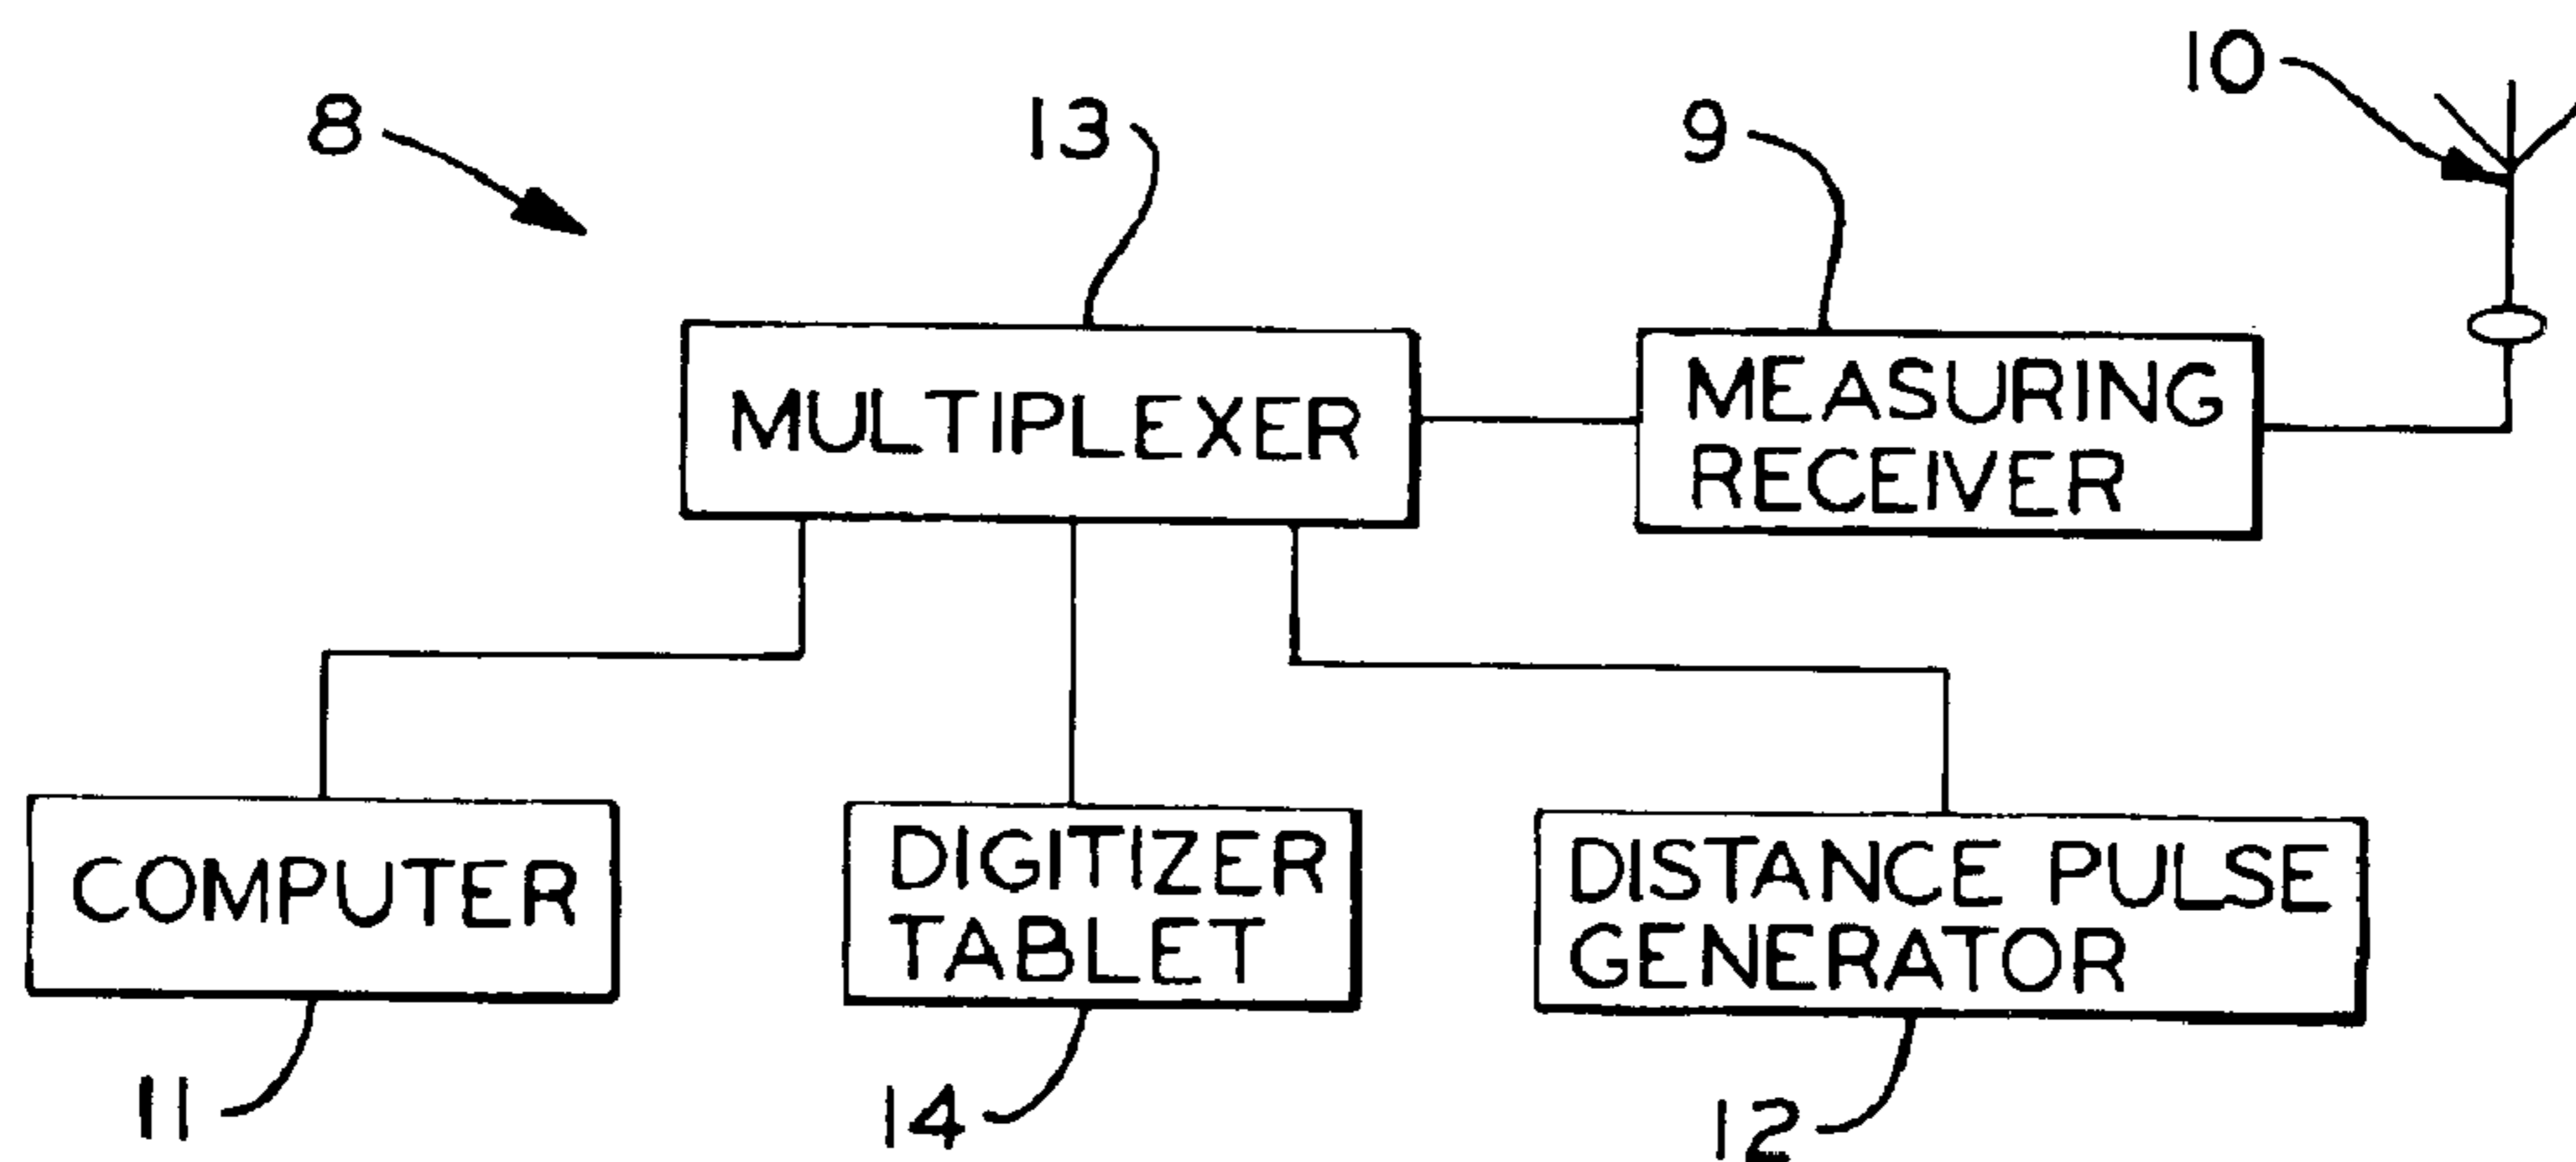 10
8
13
9
MULTIPLEXER
MEASURING
RECEIVER
COMPUTER
DIGITIZER
TABLET
DISTANCE PULSE
GENERATOR
11
14
12